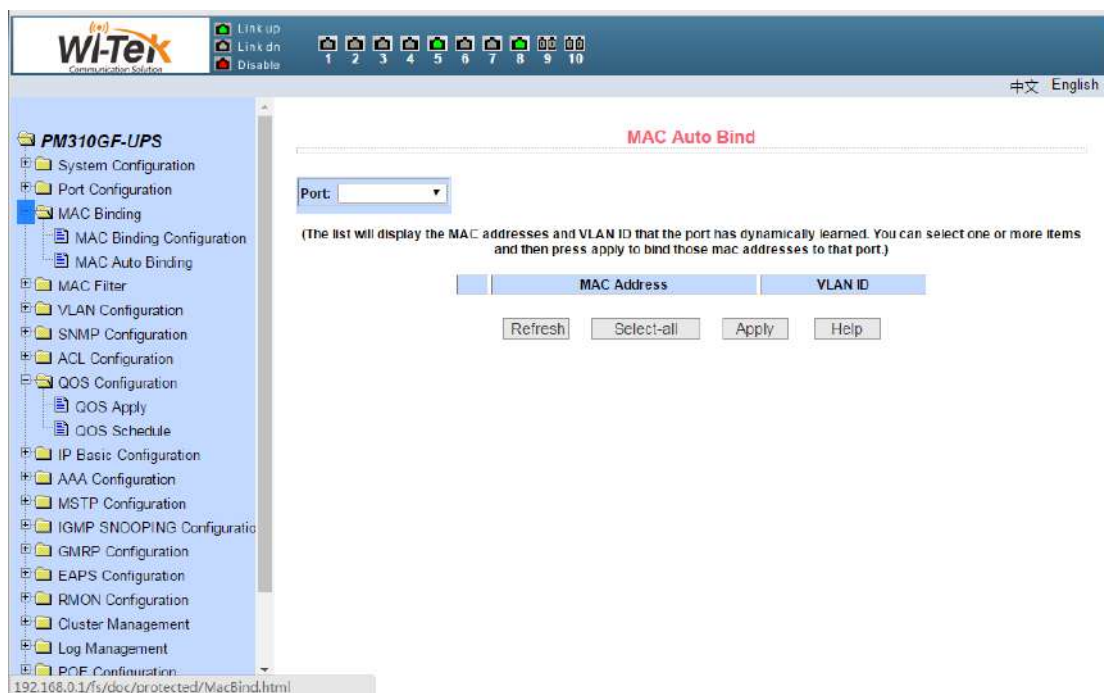 Wi-Tek
Communication Solution
Link up
Link dn
Disable
1 2 3 4 5 6 7 8 9 10
中文 English
PM310GF-UPS
System Configuration
Port Configuration
MAC Binding
MAC Binding Configuration
MAC Auto Binding
MAC Filter
VLAN Configuration
SNMP Configuration
ACL Configuration
QOS Configuration
QOS Apply
QOS Schedule
IP Basic Configuration
AAA Configuration
MSTP Configuration
IGMP SNOOPING Configuratio
GMRP Configuration
EAPS Configuration
RMON Configuration
Cluster Management
Log Management
POE Configuration
192.168.0.1/fs/doc/protected/MacBind.html
MAC Auto Bind
Port:
(The list will display the MAC addresses and VLAN ID that the port has dynamically learned. You can select one or more items
and then press apply to bind those mac addresses to that port.)
MAC Address VLAN ID
Refresh Select-all Apply Help